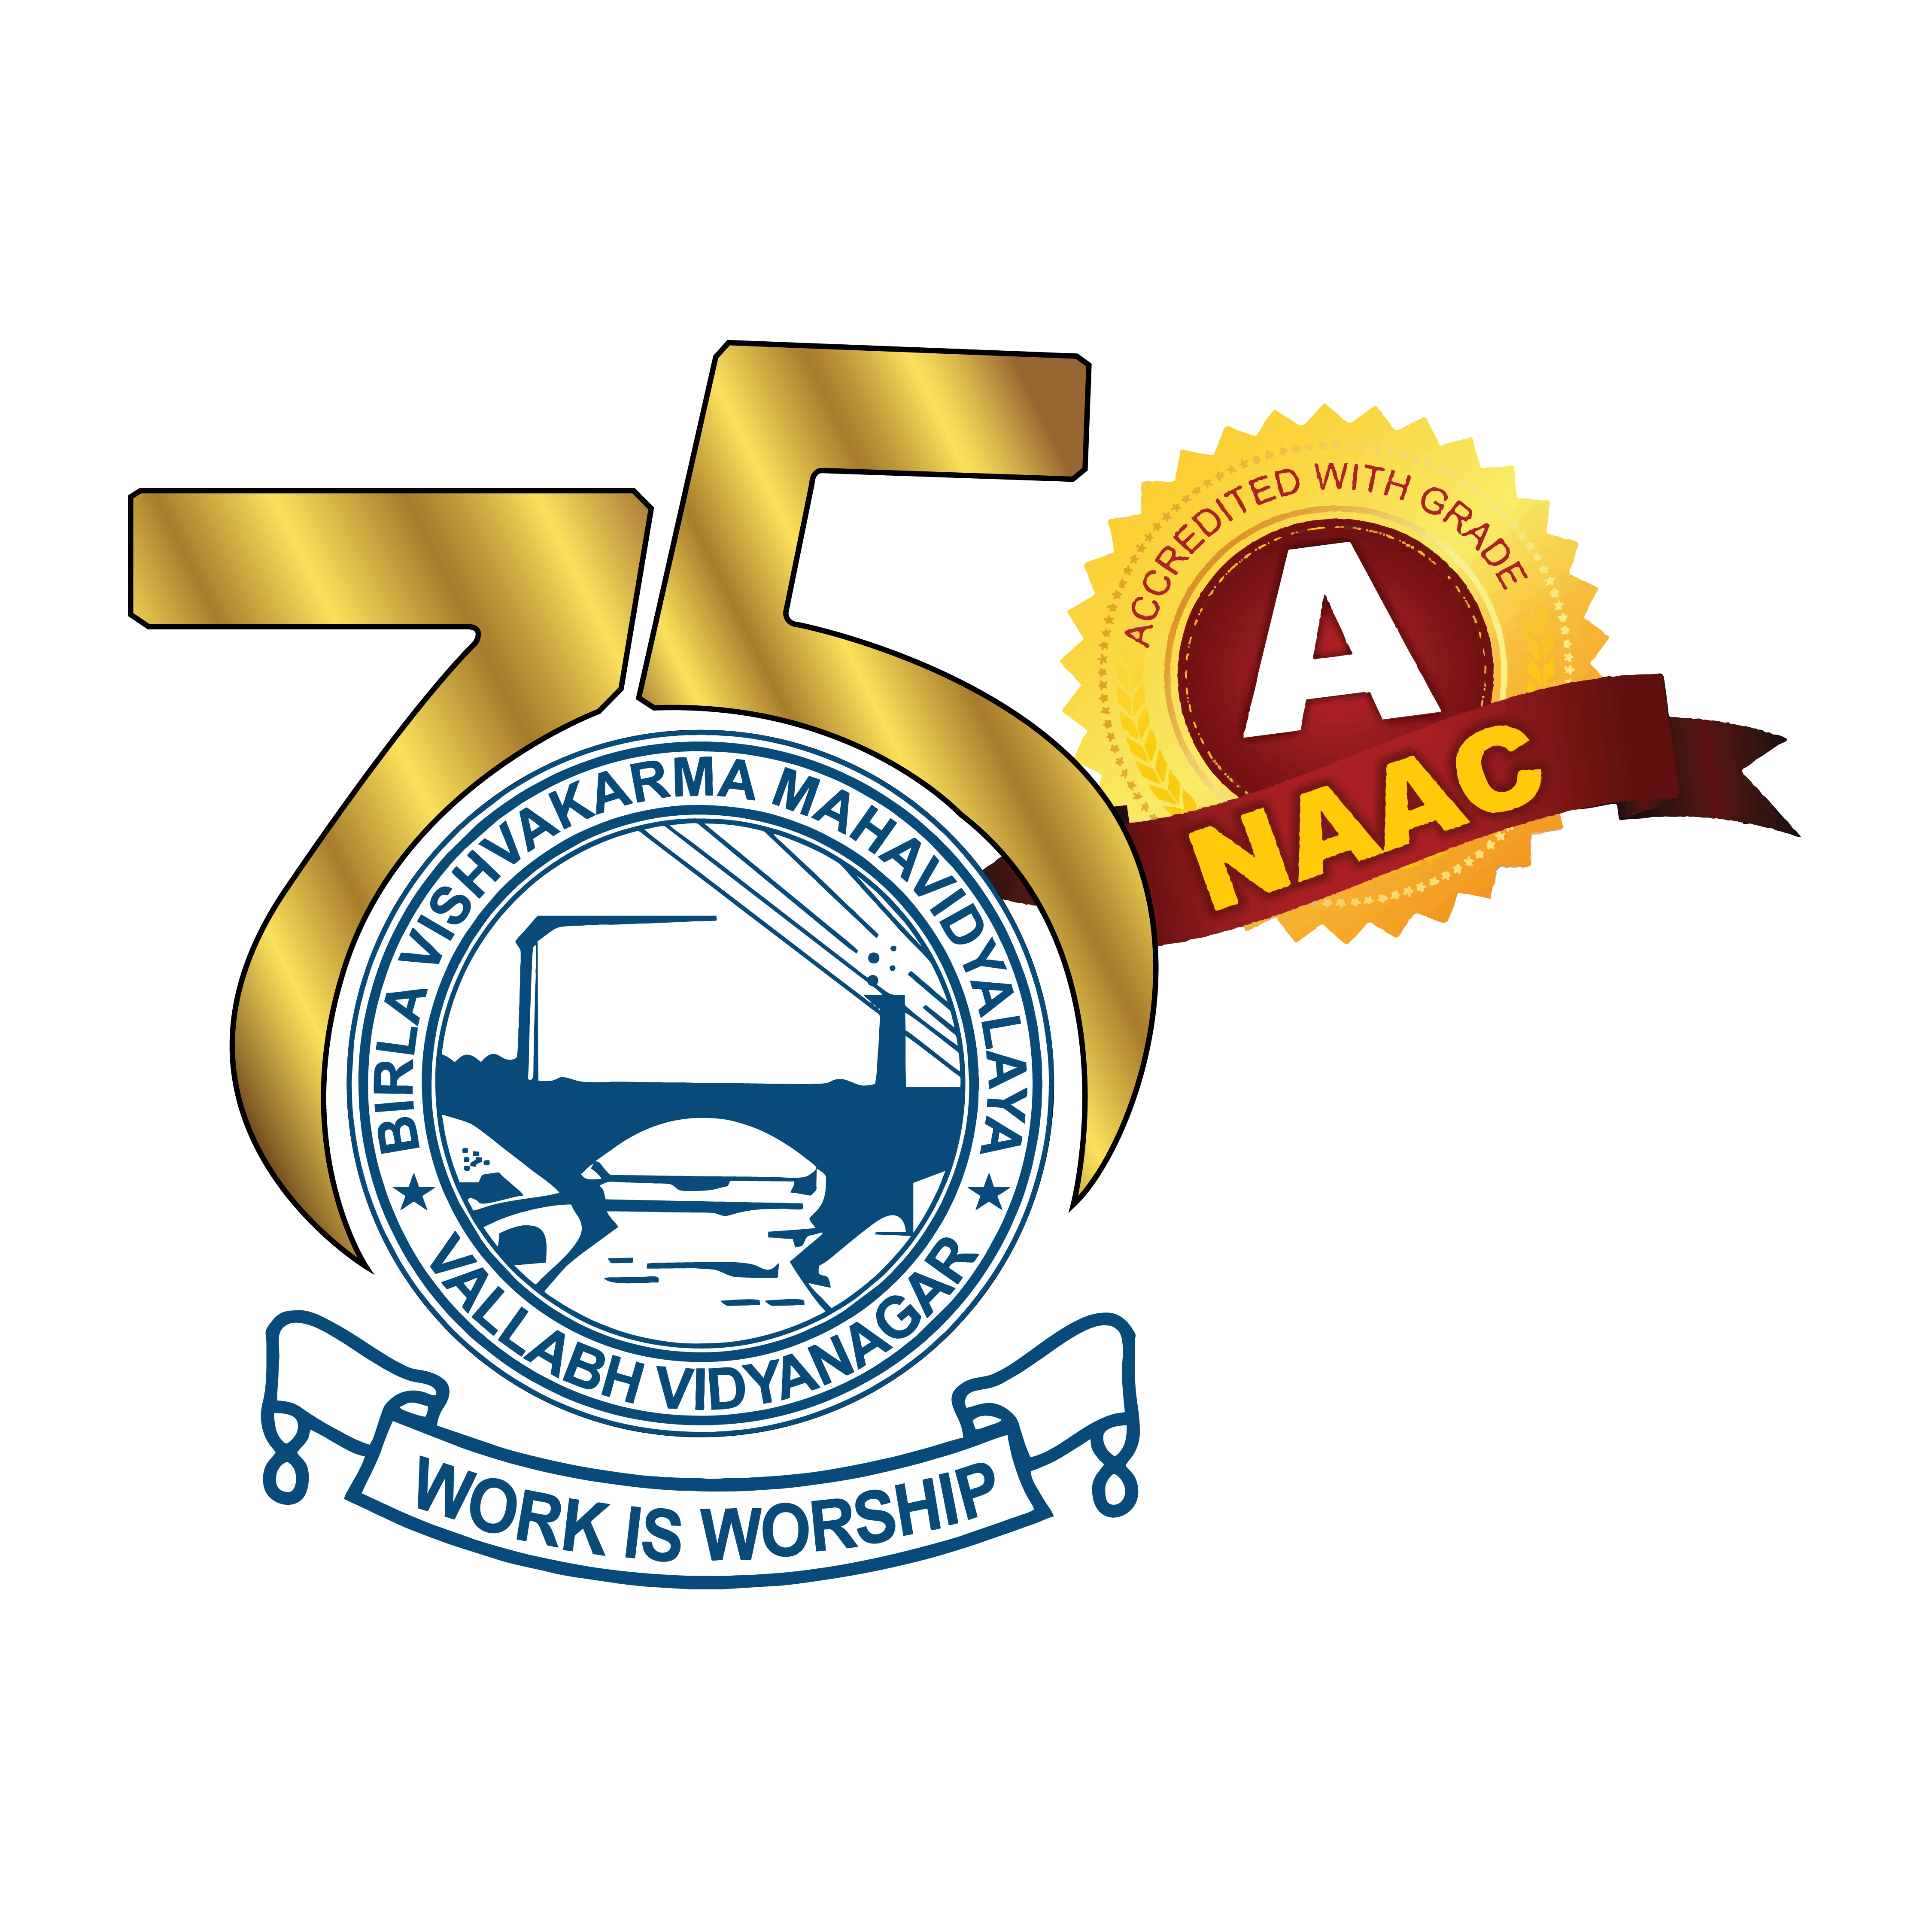 75
ACCREDITED WITH GRADE
A
NAAC
BIRLA VISHVAKARMA MAHAVIDYALAYA
VALLABH VIDYANAGAR
WORK IS WORSHIP